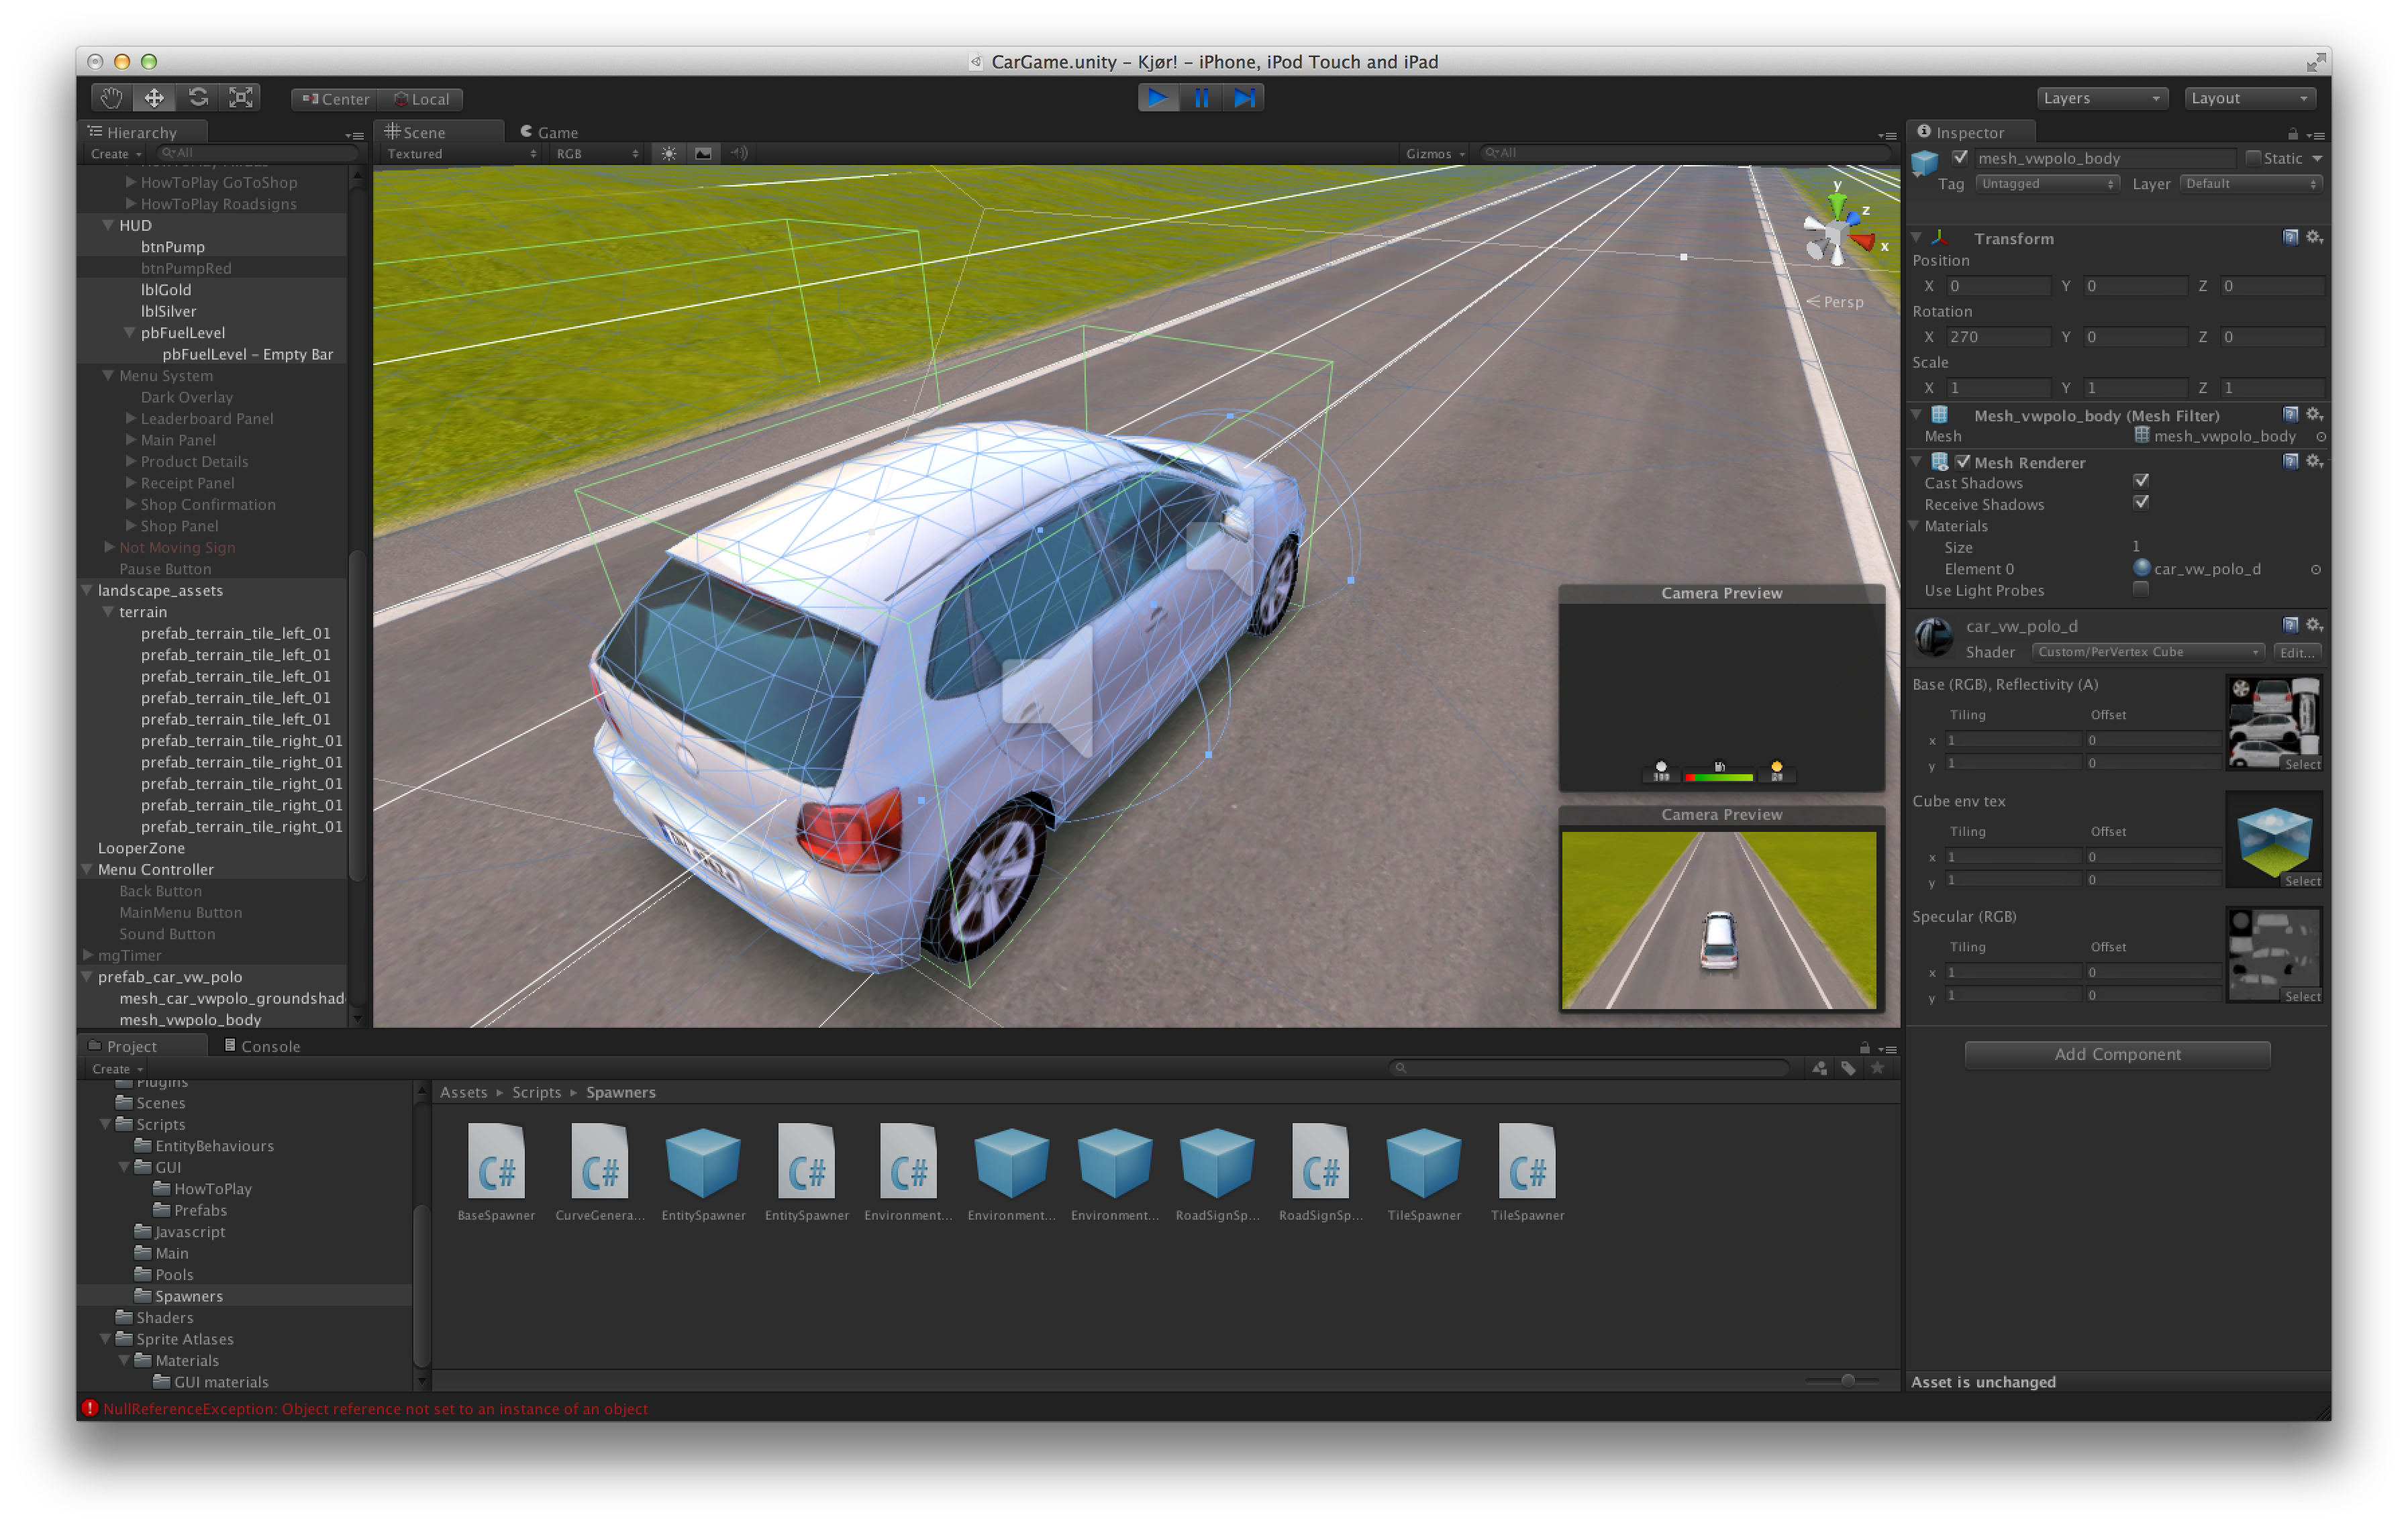 CarGame.unity – Kjør! – iPhone, iPod Touch and iPad
Center Local
Layers Layout
Hierarchy
Create All
HowToPlay GoToShop
HowToPlay Roadsigns
HUD
btnPump
btnPumpRed
lblGold
lblSilver
pbFuelLevel
pbFuelLevel – Empty Bar
Menu System
Dark Overlay
Leaderboard Panel
Main Panel
Product Details
Receipt Panel
Shop Confirmation
Shop Panel
Not Moving Sign
Pause Button
landscape_assets
terrain
prefab_terrain_tile_left_01
prefab_terrain_tile_left_01
prefab_terrain_tile_left_01
prefab_terrain_tile_left_01
prefab_terrain_tile_left_01
prefab_terrain_tile_right_01
prefab_terrain_tile_right_01
prefab_terrain_tile_right_01
prefab_terrain_tile_right_01
prefab_terrain_tile_right_01
LooperZone
Menu Controller
Back Button
MainMenu Button
Sound Button
mgTimer
prefab_car_vw_polo
mesh_car_vwpolo_groundshad
mesh_vwpolo_body
Scene Game
Textured RGB Gizmos All
y
z
x
Persp
Camera Preview
Camera Preview
Inspector
mesh_vwpolo_body Static
Tag Untagged Layer Default
Transform
Position
X 0 Y 0 Z 0
Rotation
X 270 Y 0 Z 0
Scale
X 1 Y 1 Z 1
Mesh_vwpolo_body (Mesh Filter)
Mesh mesh_vwpolo_body
Mesh Renderer
Cast Shadows
Receive Shadows
Materials
Size 1
Element 0 car_vw_polo_d
Use Light Probes
car_vw_polo_d
Shader Custom/PerVertex Cube Edit...
Base (RGB), Reflectivity (A)
Tiling Offset
x 1 0
y 1 0
Select
Cube env tex
Tiling Offset
x 1 0
y 1 0
Select
Specular (RGB)
Tiling Offset
x 1 0
y 1 0
Select
Add Component
Asset is unchanged
Project Console
Create
Plugins
Scenes
Scripts
EntityBehaviours
GUI
HowToPlay
Prefabs
Javascript
Main
Pools
Spawners
Shaders
Sprite Atlases
Materials
GUI materials
Assets Scripts Spawners
C# C# C# C# C# C#
BaseSpawner CurveGenera... EntitySpawner EntitySpawner Environment... Environment... Environment... RoadSignSp... RoadSignSp... TileSpawner TileSpawner
NullReferenceException: Object reference not set to an instance of an object